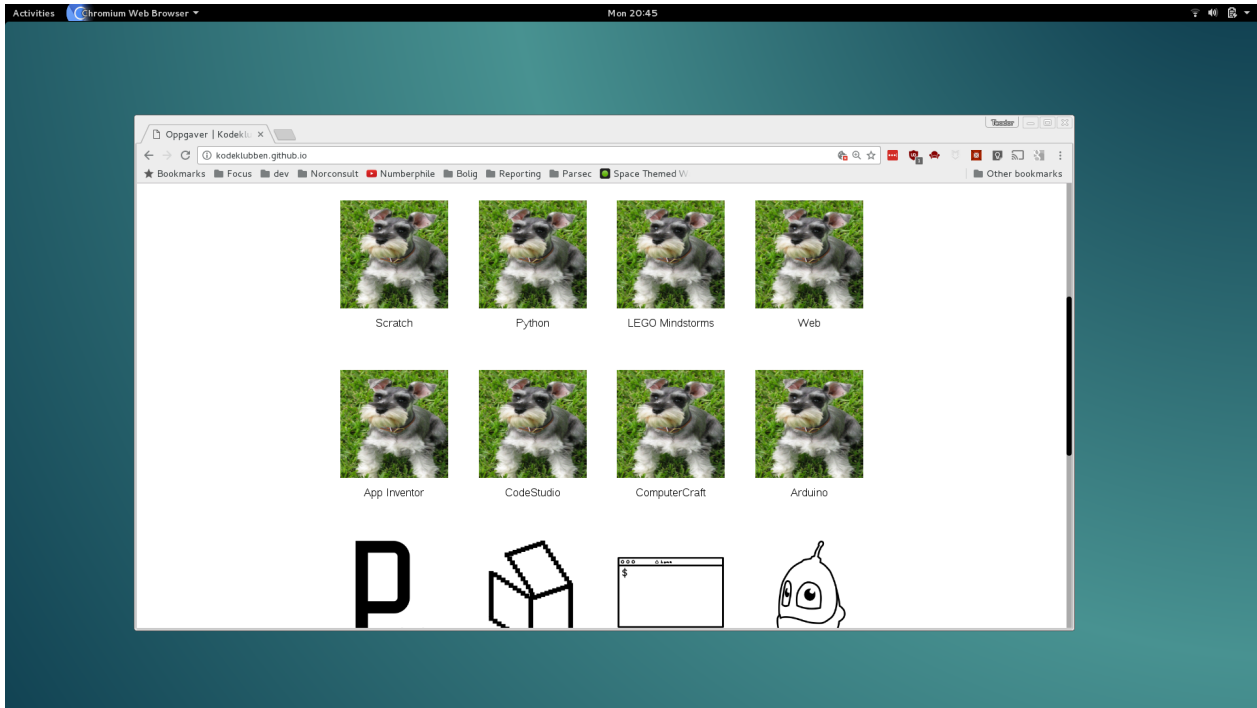 Activities Chromium Web Browser Mon 20:45
Oppgaver | Kodeklu
kodeklubben.github.io
Bookmarks Focus dev Norconsult Numberphile Bolig Reporting Parsec Space Themed W Other bookmarks
Scratch Python LEGO Mindstorms Web
App Inventor CodeStudio ComputerCraft Arduino
P
$